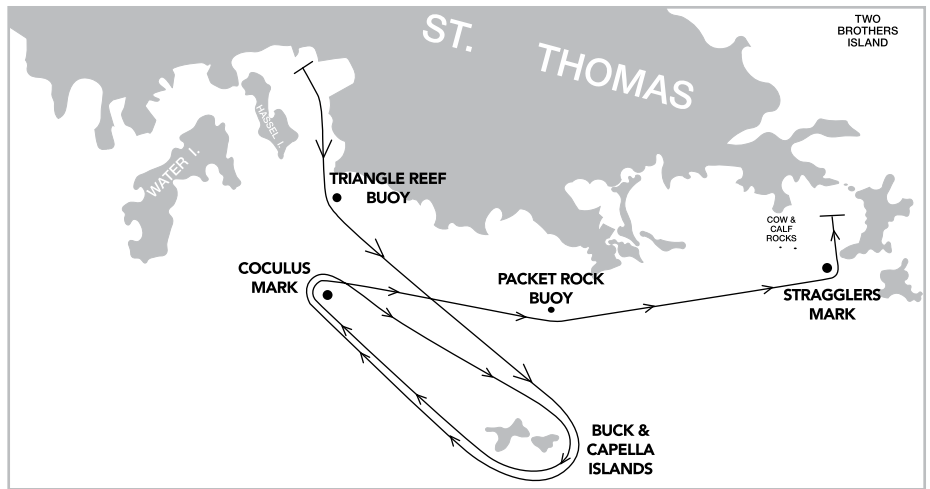 ST. THOMAS
TWO
BROTHERS
ISLAND
HASSEL I.
WATER I.
TRIANGLE REEF
BUOY
COW &
CALF
ROCKS
COCULUS
MARK
PACKET ROCK
BUOY
STRAGGLERS
MARK
BUCK &
CAPELLA
ISLANDS